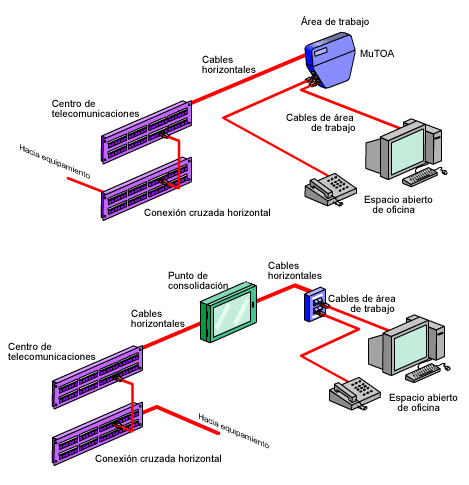 Área de trabajo
Cables
horizontales
MuTOA
Centro de
telecomunicaciones
Cables de área
de trabajo
Hacia equipamiento
Espacio abierto
de oficina
Conexión cruzada horizontal
Punto de
consolidación
Cables
horizontales
Cables
horizontales
Cables de área
de trabajo
Centro de
telecomunicaciones
Espacio abierto
de oficina
Hacia equipamiento
Conexión cruzada horizontal